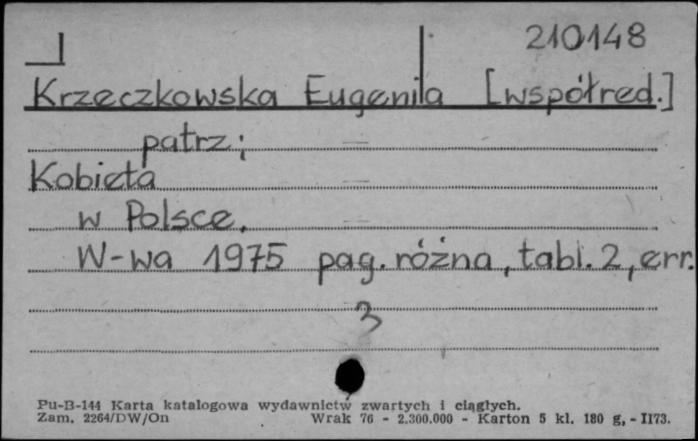 210148
Krzeczkowska Eugenia [współred.]
patrz:
Kobieta
w Polsce.
W-wa 1975 pag. różna, tabl. 2, err.
3
Pu-B-144 Karta katalogowa wydawnictw zwartych i ciągłych.
Zam. 2264/DW/On Wrak 76 - 2.300.000 - Karton 5 kl. 180 g, - I173.